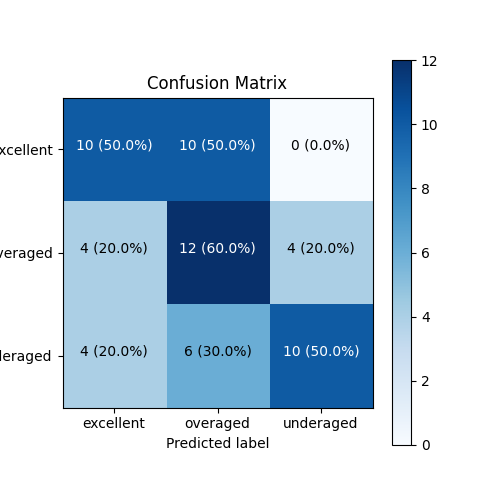 Confusion Matrix
12
10
8
6
4
2
0
xcellent 10 (50.0%) 10 (50.0%) 0 (0.0%)
veraged 4 (20.0%) 12 (60.0%) 4 (20.0%)
leraged 4 (20.0%) 6 (30.0%) 10 (50.0%)
excellent overaged underaged
Predicted label